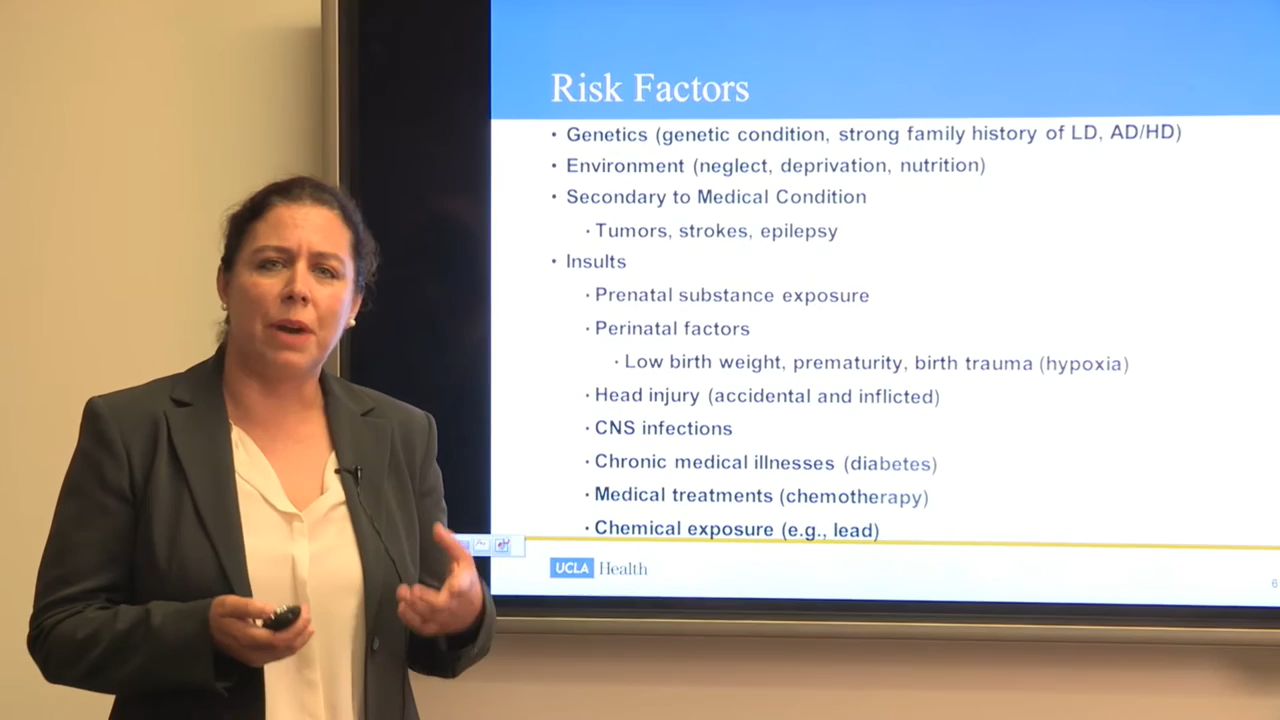 Risk Factors
• Genetics (genetic condition, strong family history of LD, AD/HD)
• Environment (neglect, deprivation, nutrition)
• Secondary to Medical Condition
• Tumors, strokes, epilepsy
• Insults
• Prenatal substance exposure
• Perinatal factors
• Low birth weight, prematurity, birth trauma (hypoxia)
• Head injury (accidental and inflicted)
• CNS infections
• Chronic medical illnesses (diabetes)
• Medical treatments (chemotherapy)
• Chemical exposure (e.g., lead)
UCLA Health
6